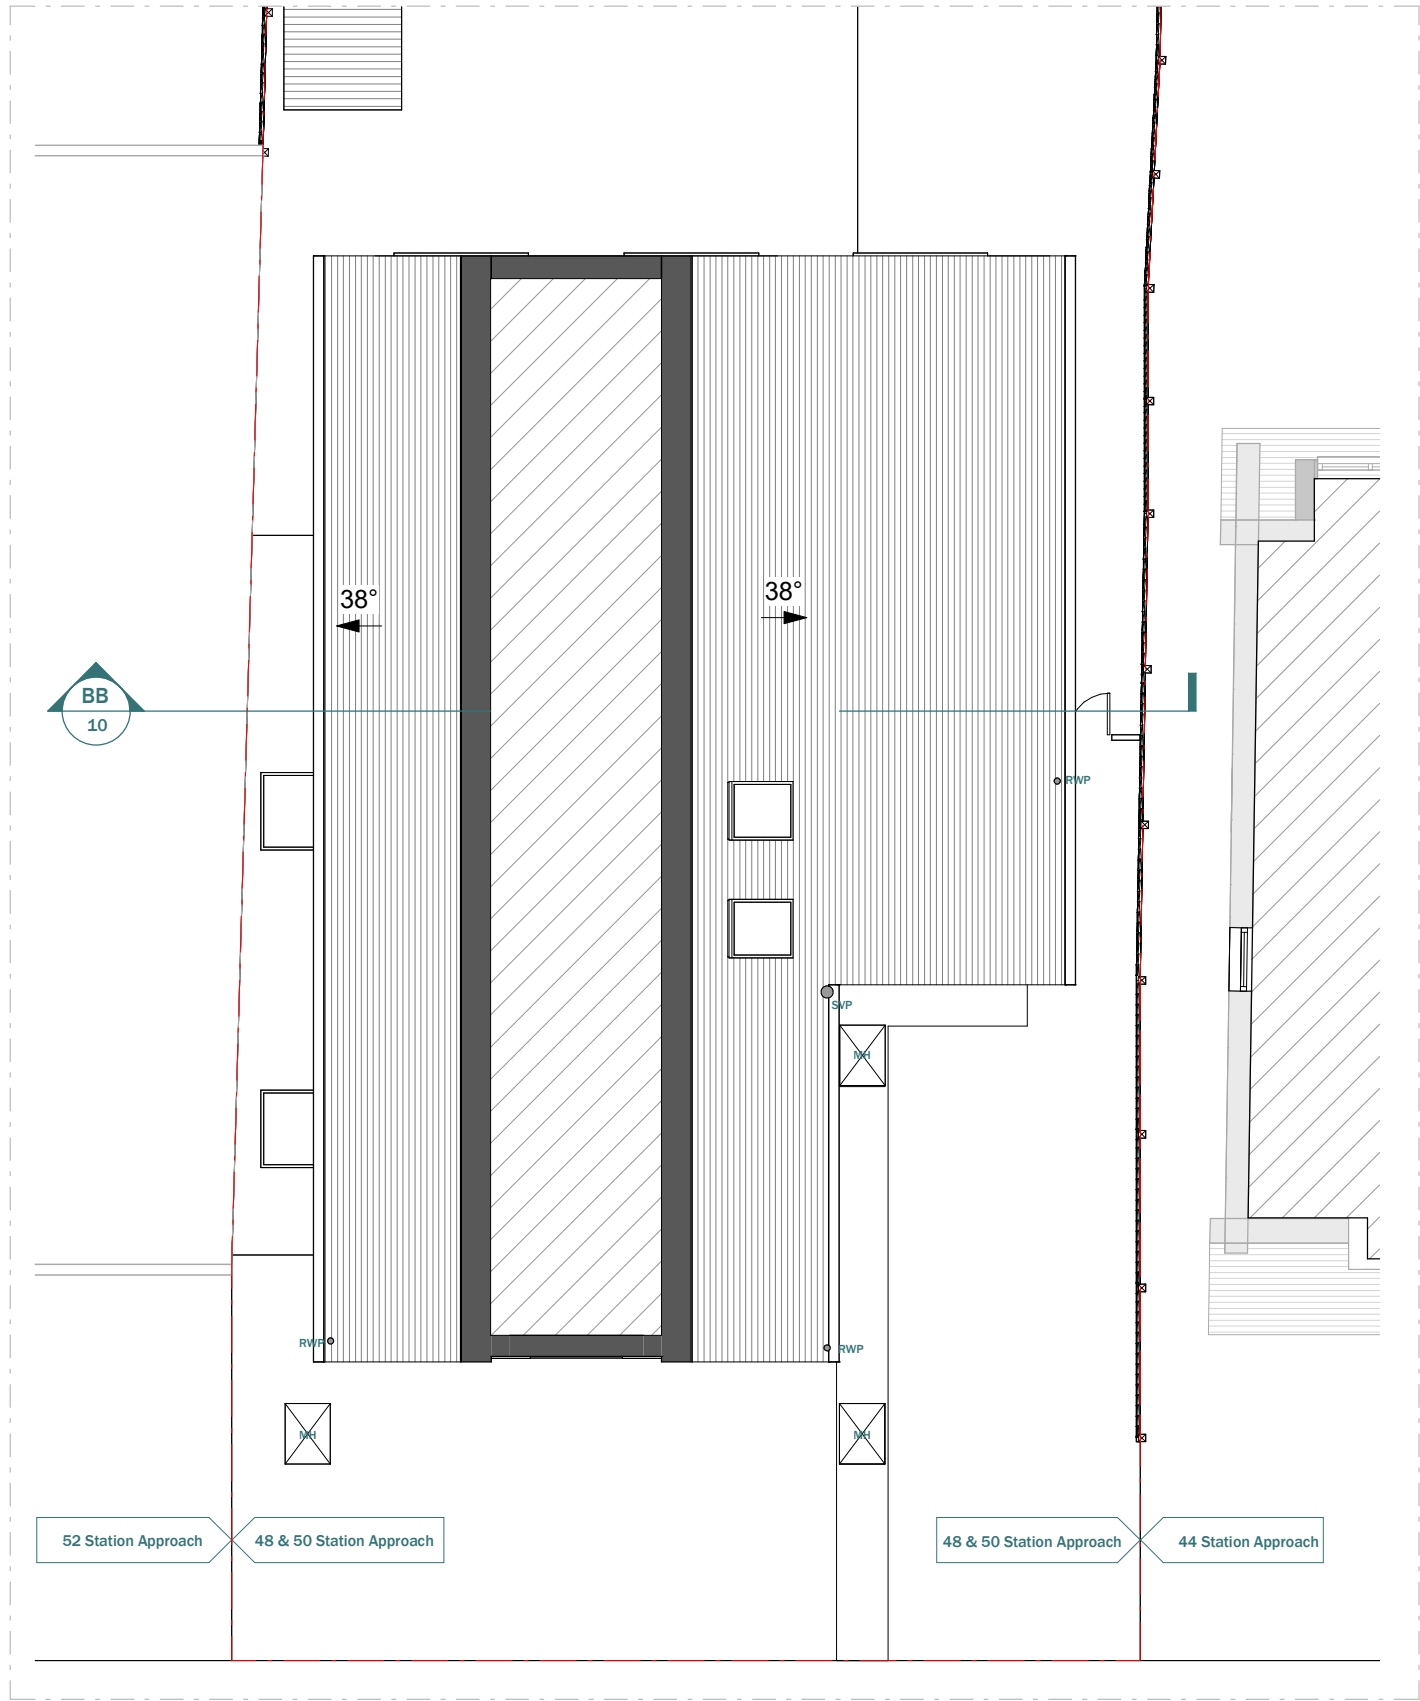 38°
38°
BB
10
RWP
SVP
MH
RWP
RWP
MH
MH
52 Station Approach
48 & 50 Station Approach
48 & 50 Station Approach
44 Station Approach